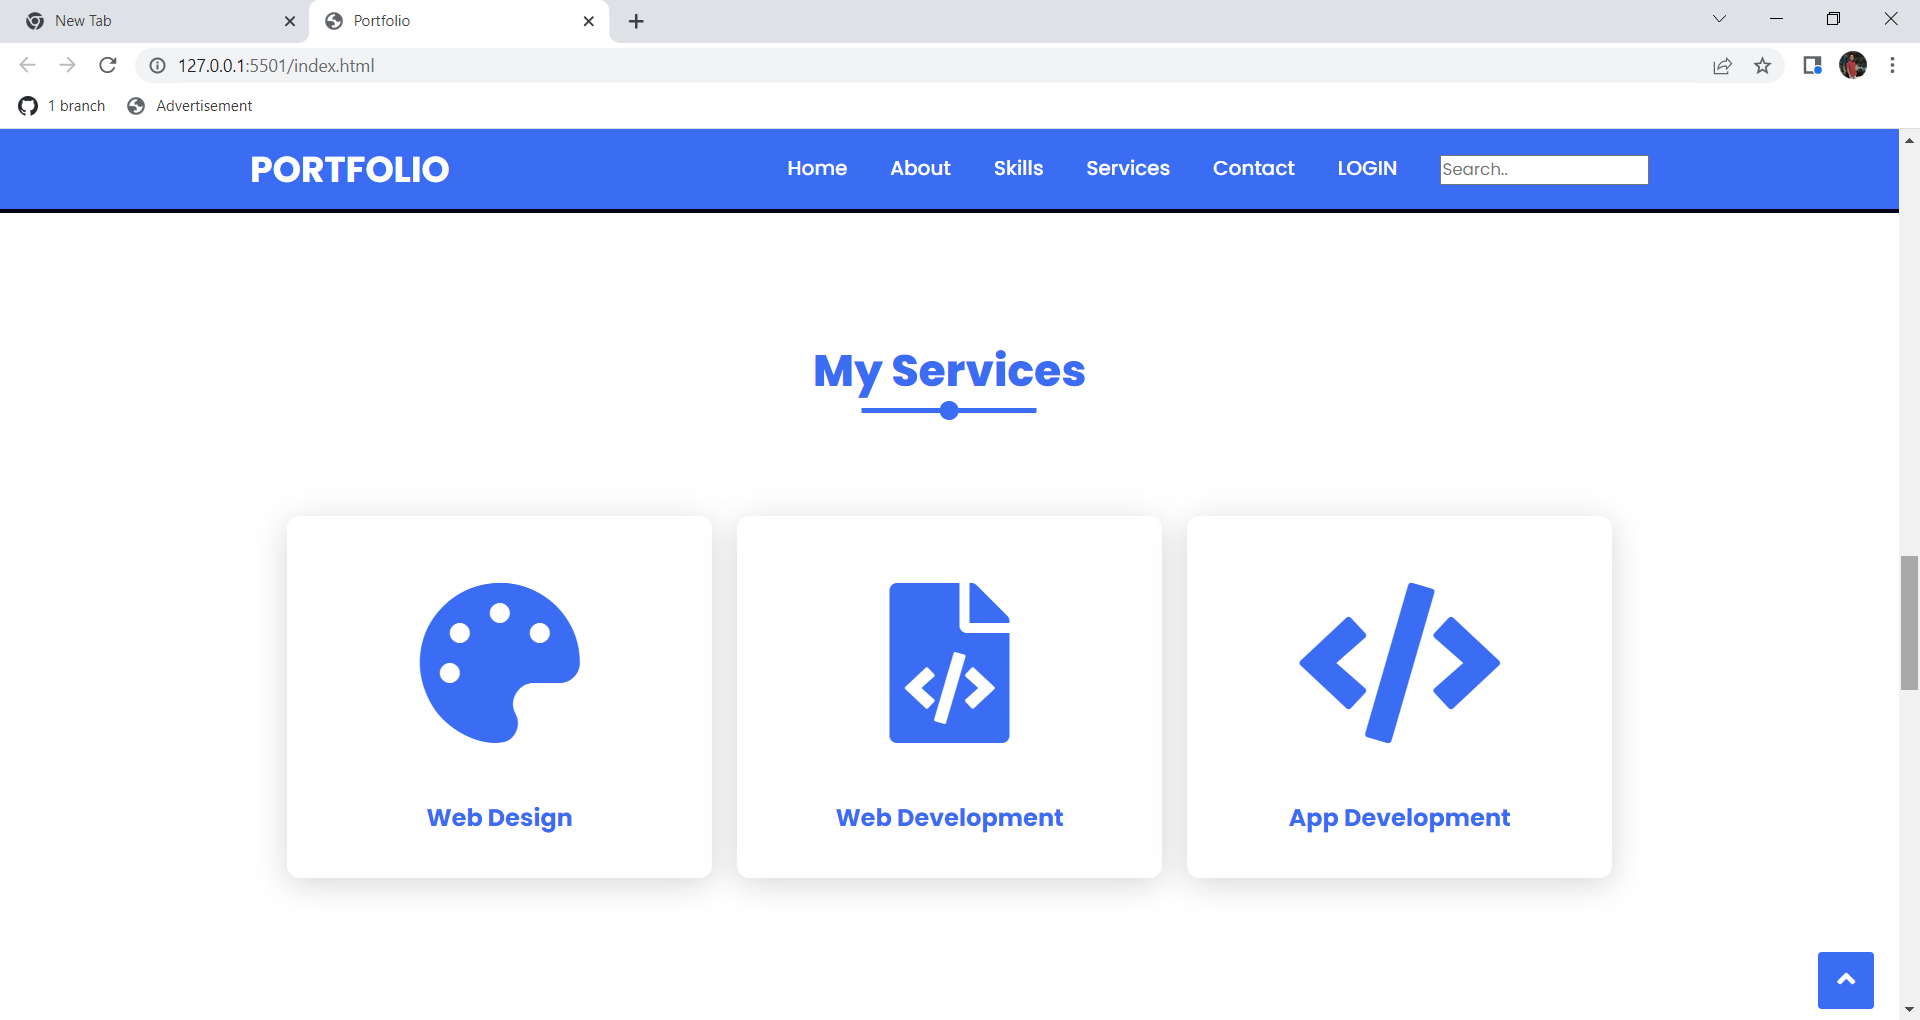 New Tab
Portfolio
127.0.0.1:5501/index.html
1 branch
Advertisement
PORTFOLIO
Home
About
Skills
Services
Contact
LOGIN
Search..
My Services
Web Design
Web Development
App Development